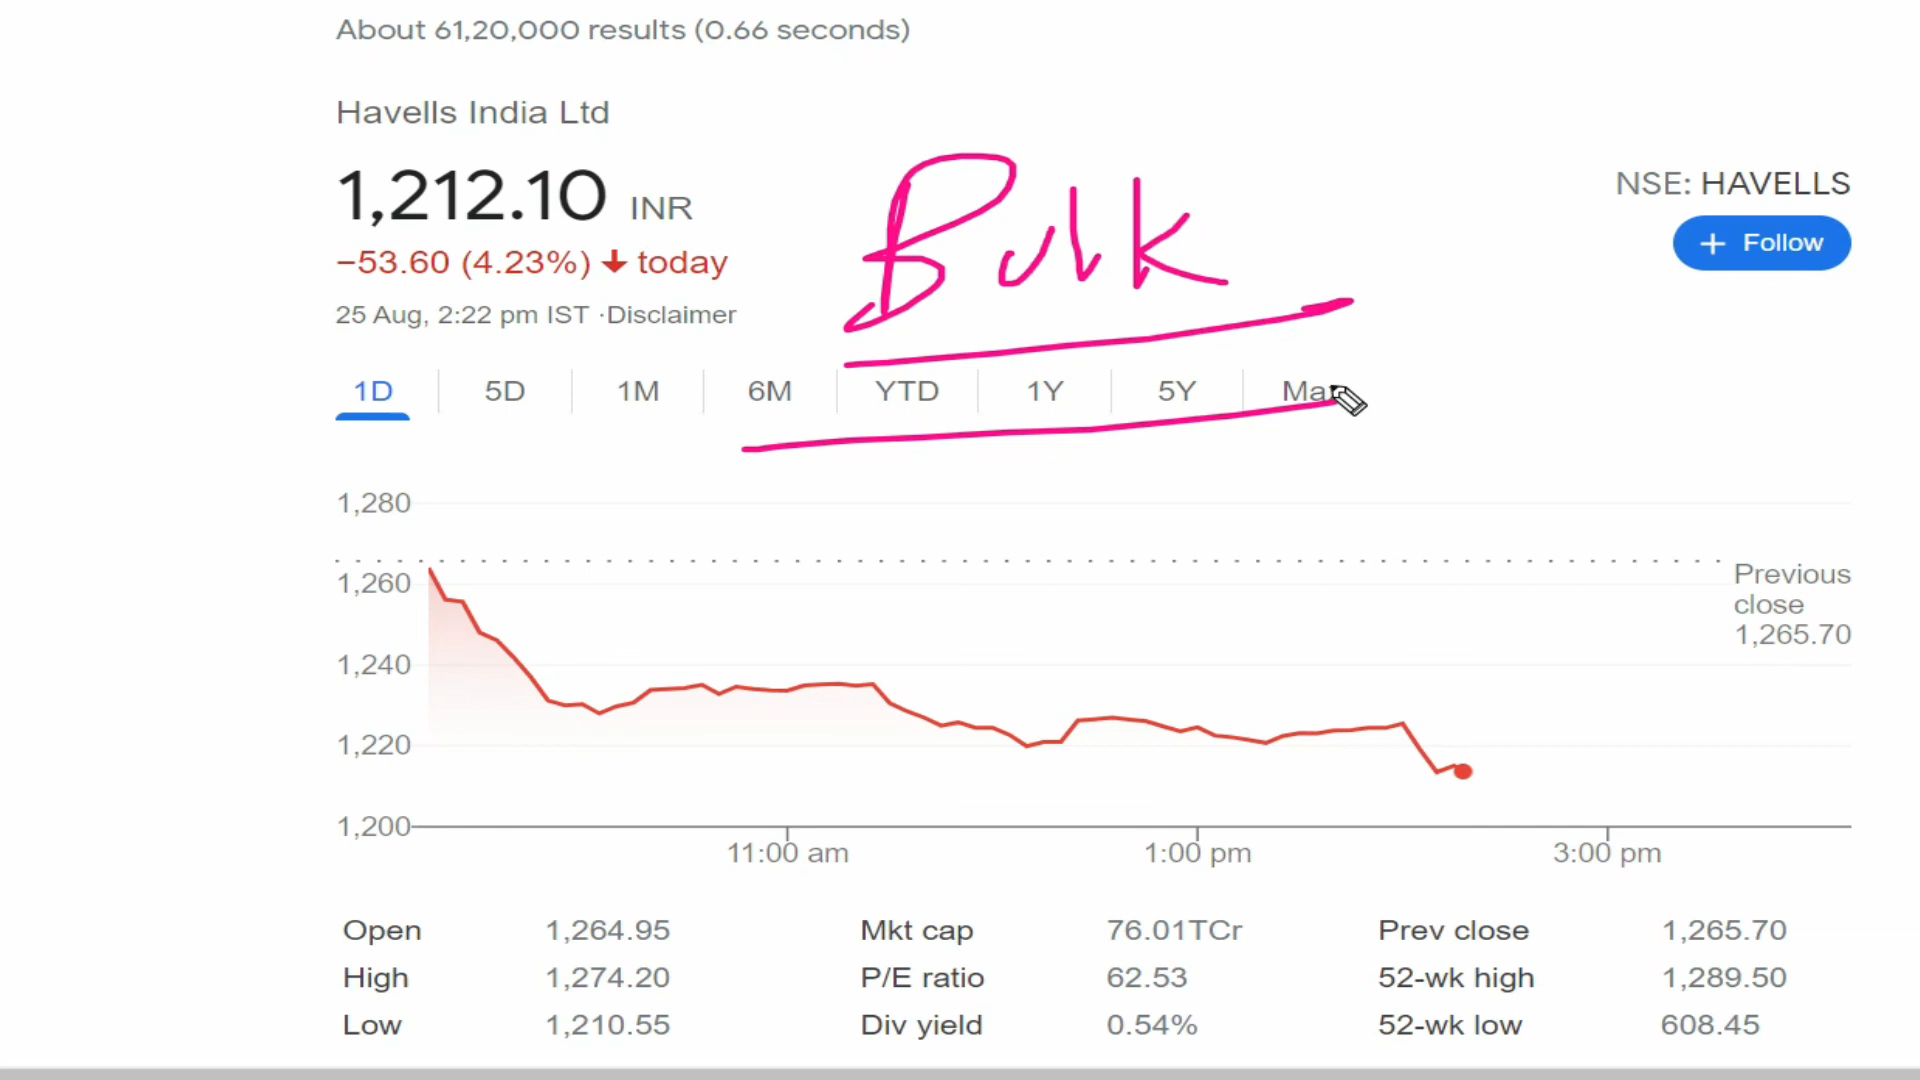 About 61,20,000 results (0.66 seconds)
Havells India Ltd
1,212.10 INR
Bulk
NSE: HAVELLS
−53.60 (4.23%) ↓ today
+ Follow
25 Aug, 2:22 pm IST ·Disclaimer
1D 5D 1M 6M YTD 1Y 5Y Max
1,280
1,260
1,240
1,220
1,200
Previous
close
1,265.70
11:00 am 1:00 pm 3:00 pm
Open 1,264.95 Mkt cap 76.01TCr Prev close 1,265.70
High 1,274.20 P/E ratio 62.53 52-wk high 1,289.50
Low 1,210.55 Div yield 0.54% 52-wk low 608.45